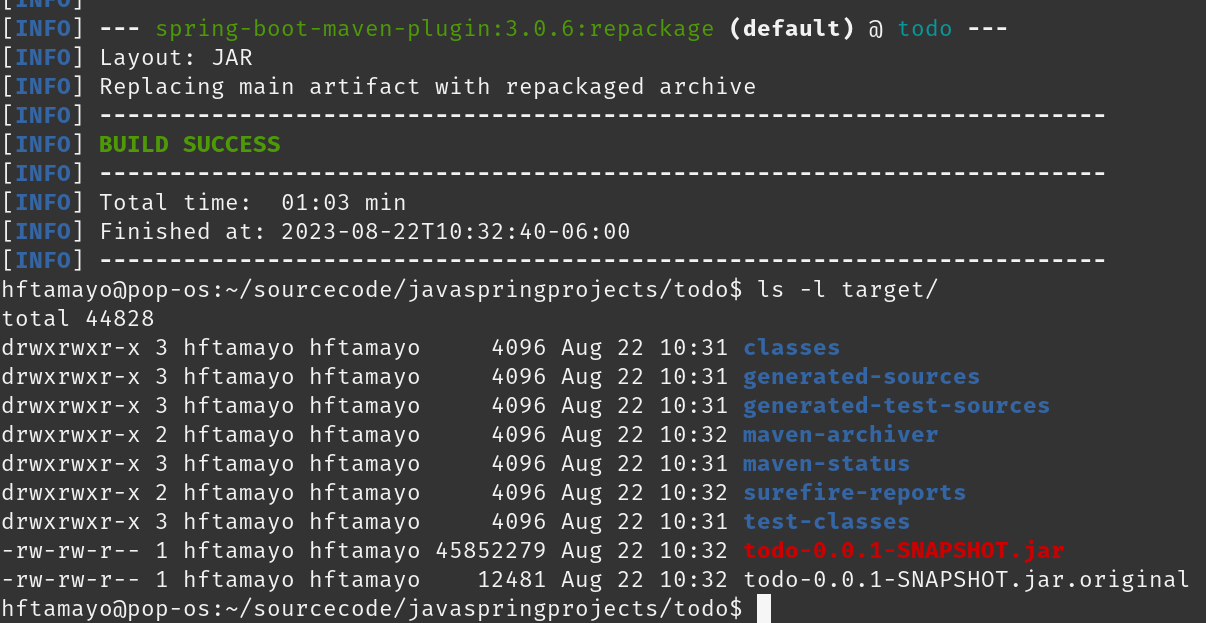 [INFO]
[INFO] --- spring-boot-maven-plugin:3.0.6:repackage (default) @ todo ---
[INFO] Layout: JAR
[INFO] Replacing main artifact with repackaged archive
[INFO] ------------------------------------------------------------------------
[INFO] BUILD SUCCESS
[INFO] ------------------------------------------------------------------------
[INFO] Total time:  01:03 min
[INFO] Finished at: 2023-08-22T10:32:40-06:00
[INFO] ------------------------------------------------------------------------
hftamayo@pop-os:~/sourcecode/javaspringprojects/todo$ ls -l target/
total 44828
drwxrwxr-x 3 hftamayo hftamayo     4096 Aug 22 10:31 classes
drwxrwxr-x 3 hftamayo hftamayo     4096 Aug 22 10:31 generated-sources
drwxrwxr-x 3 hftamayo hftamayo     4096 Aug 22 10:31 generated-test-sources
drwxrwxr-x 2 hftamayo hftamayo     4096 Aug 22 10:32 maven-archiver
drwxrwxr-x 3 hftamayo hftamayo     4096 Aug 22 10:31 maven-status
drwxrwxr-x 2 hftamayo hftamayo     4096 Aug 22 10:32 surefire-reports
drwxrwxr-x 3 hftamayo hftamayo     4096 Aug 22 10:31 test-classes
-rw-rw-r-- 1 hftamayo hftamayo 45852279 Aug 22 10:32 todo-0.0.1-SNAPSHOT.jar
-rw-rw-r-- 1 hftamayo hftamayo    12481 Aug 22 10:32 todo-0.0.1-SNAPSHOT.jar.original
hftamayo@pop-os:~/sourcecode/javaspringprojects/todo$